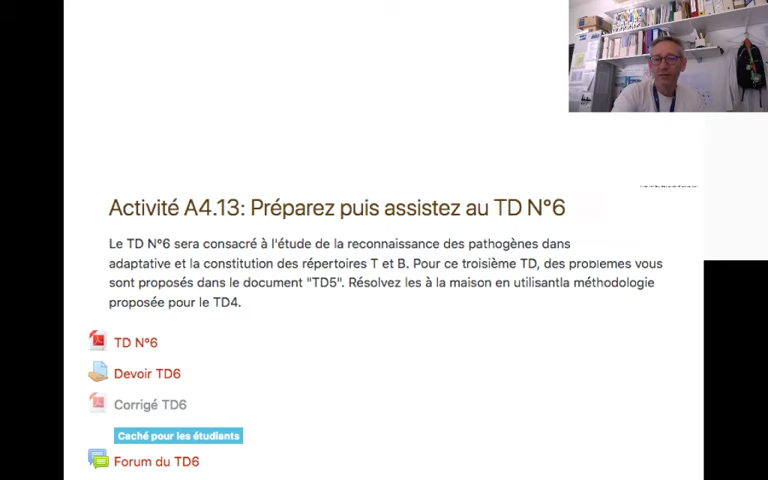 Activité A4.13: Préparez puis assistez au TD N°6
Le TD N°6 sera consacré à l'étude de la reconnaissance des pathogènes dans
adaptative et la constitution des répertoires T et B. Pour ce troisième TD, des problèmes vous
sont proposés dans le document "TD5". Résolvez les à la maison en utilisantla méthodologie
proposée pour le TD4.
TD N°6
Devoir TD6
Corrigé TD6
Caché pour les étudiants
Forum du TD6